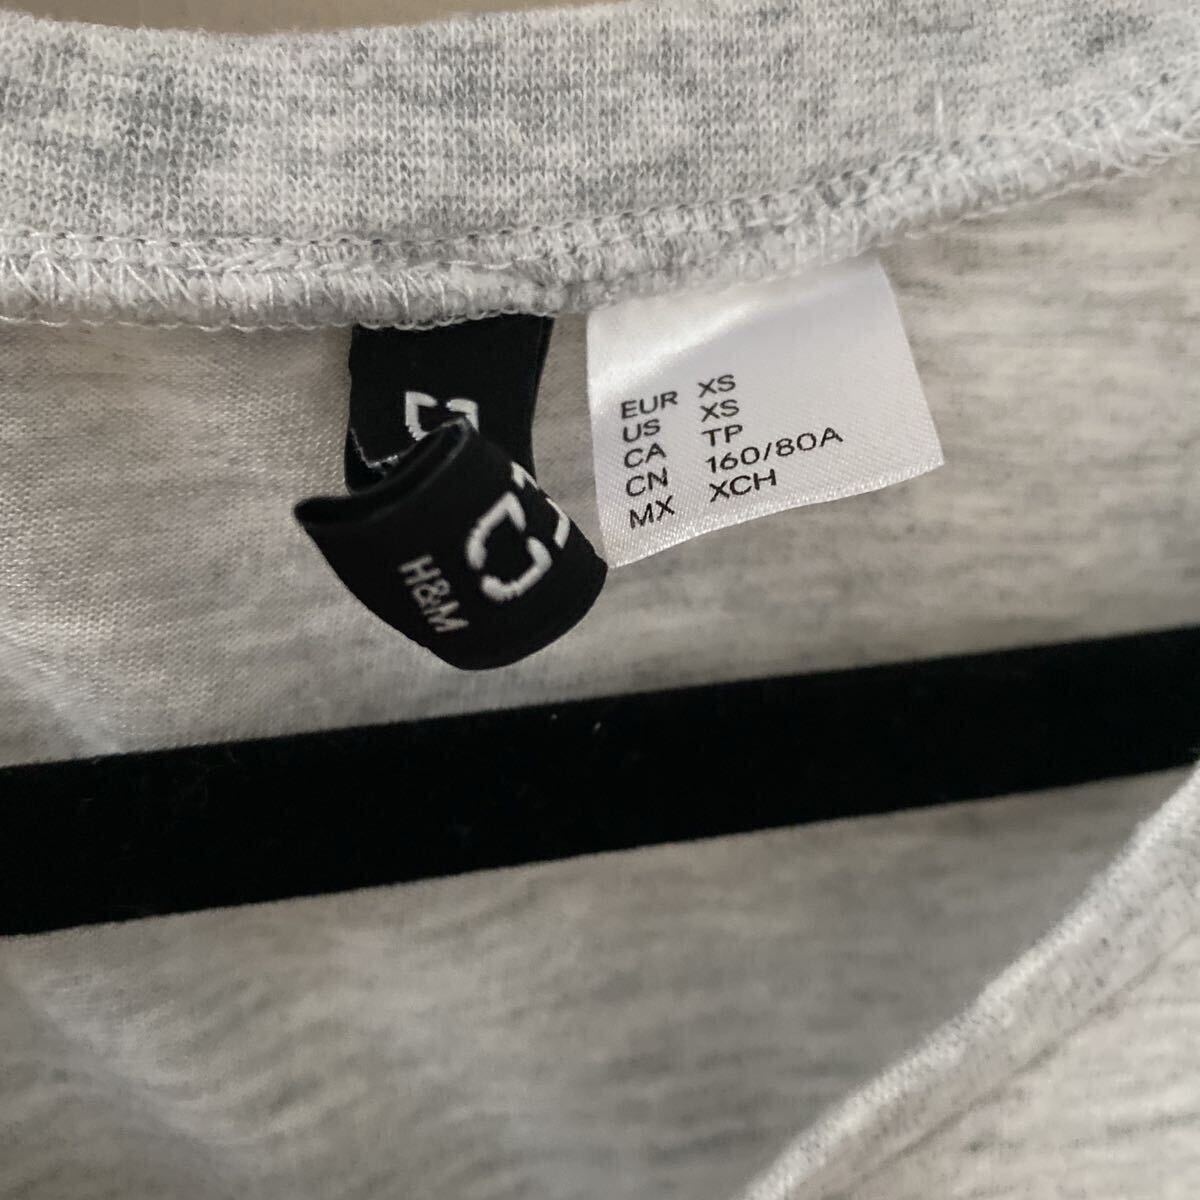 EUR XS
US XS
CA TP
CN 160/80A
MX XCH
H&M